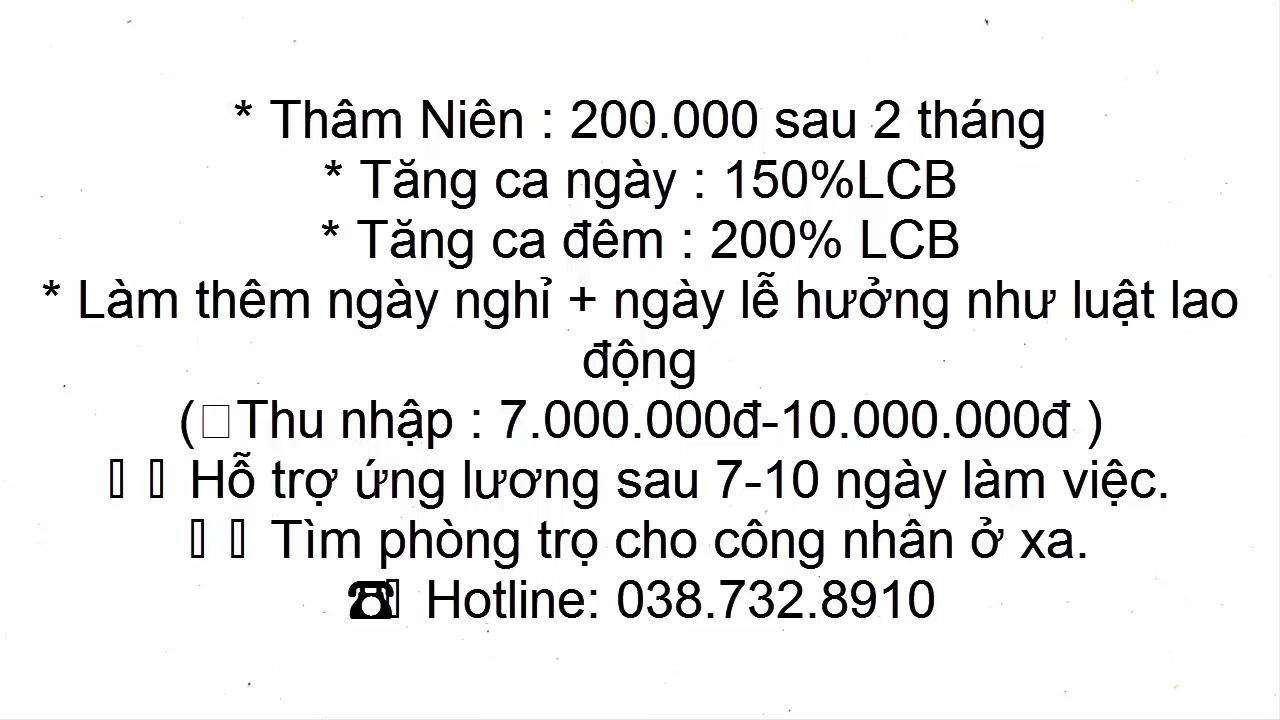 * Thâm Niên : 200.000 sau 2 tháng
* Tăng ca ngày : 150%LCB
* Tăng ca đêm : 200% LCB
* Làm thêm ngày nghỉ + ngày lễ hưởng như luật lao
động
(□Thu nhập : 7.000.000đ-10.000.000đ )
▯ ▯ Hỗ trợ ứng lương sau 7-10 ngày làm việc.
▯ ▯ Tìm phòng trọ cho công nhân ở xa.
☎▯ Hotline: 038.732.8910